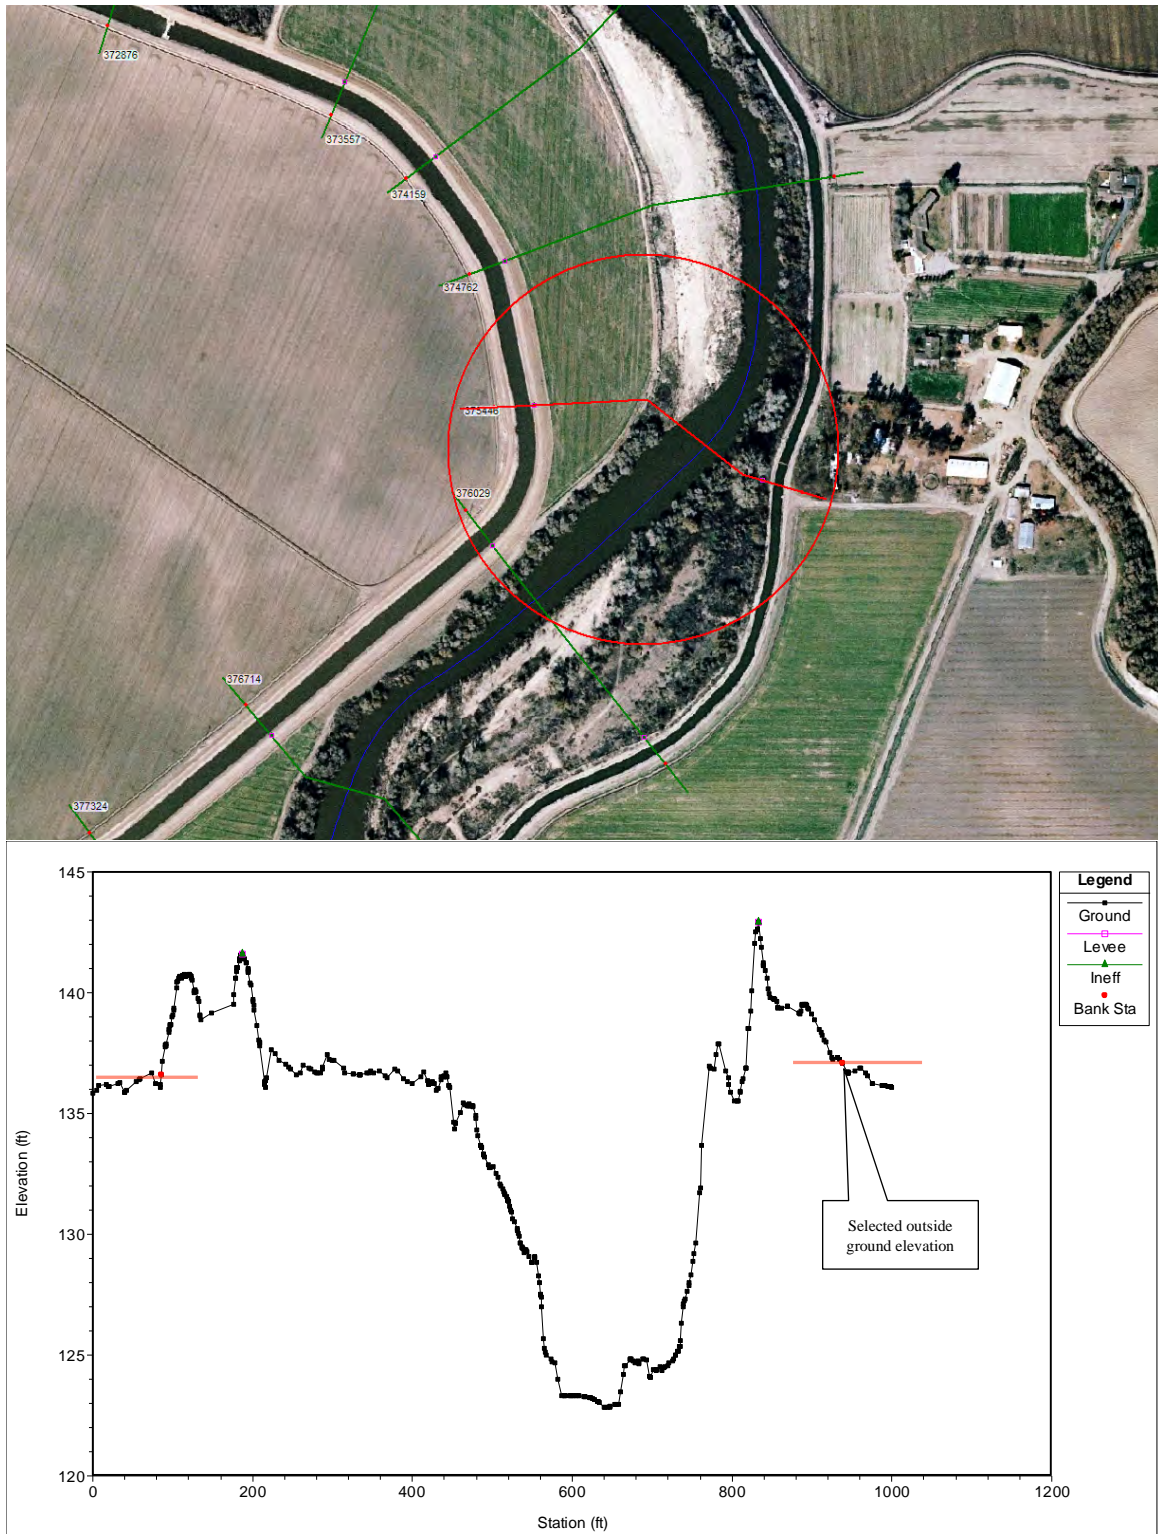 372876
373557
374159
374762
375446
376029
376714
377324
145
140
135
130
125
120
0
200
400
600
800
1000
1200
Elevation (ft)
Station (ft)
Legend
Ground
Levee
Ineff
Bank Sta
Selected outside
ground elevation